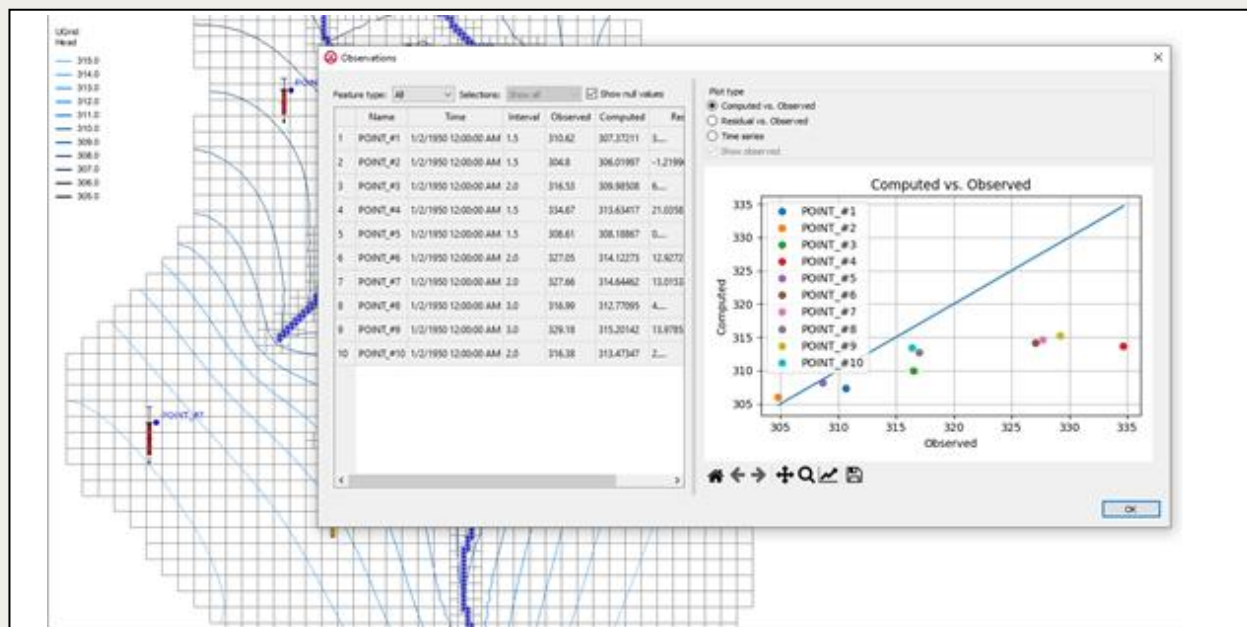 UGrid
Head
315.0
314.0
313.0
312.0
311.0
310.0
309.0
308.0
307.0
306.0
305.0
POINT_#7
Observations
Feature type: All Selections: Show all Show null values
Name Time Interval Observed Computed
1 POINT_#1 1/2/1950 12:00:00 AM 1.5 310.62 307.37211 3....
2 POINT_#2 1/2/1950 12:00:00 AM 1.5 304.8 306.01997 -1.2199
3 POINT_#3 1/2/1950 12:00:00 AM 2.0 316.53 309.98508 6....
4 POINT_#4 1/2/1950 12:00:00 AM 1.5 334.67 313.63417 21.0358
5 POINT_#5 1/2/1950 12:00:00 AM 1.5 308.61 308.18867 0....
6 POINT_#6 1/2/1950 12:00:00 AM 2.0 327.05 314.12273 12.9272
7 POINT_#7 1/2/1950 12:00:00 AM 2.0 327.66 314.64462 13.0153
8 POINT_#8 1/2/1950 12:00:00 AM 3.0 316.99 312.77095 4....
9 POINT_#9 1/2/1950 12:00:00 AM 3.0 329.18 315.20142 13.9785
10 POINT_#10 1/2/1950 12:00:00 AM 2.0 316.38 313.47347 2....
Plot type
Computed vs. Observed
Residual vs. Observed
Time series
Show observed
Computed vs. Observed
335
330
325
320
315
310
305
Computed
POINT_#1
POINT_#2
POINT_#3
POINT_#4
POINT_#5
POINT_#6
POINT_#7
POINT_#8
POINT_#9
POINT_#10
305 310 315 320 325 330 335
Observed
OK